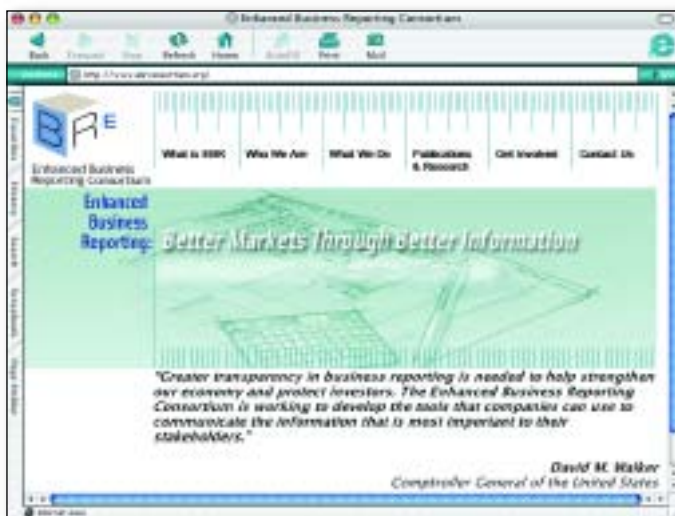 Enhanced Business Reporting Consortium
Back Forward Stop Refresh Home AutoFill Print Mail
BRE
Enhanced Business
Reporting Consortium
What is EBR Who We Are What We Do Publications Get Involved Contact Us
& Research
Enhanced
Business
Reporting:
Better Markets Through Better Information
"Greater transparency in business reporting is needed to help strengthen
our economy and protect investors. The Enhanced Business Reporting
Consortium is working to develop the tools that companies can use to
communicate the information that is most important to their
stakeholders."
David M. Walker
Comptroller General of the United States